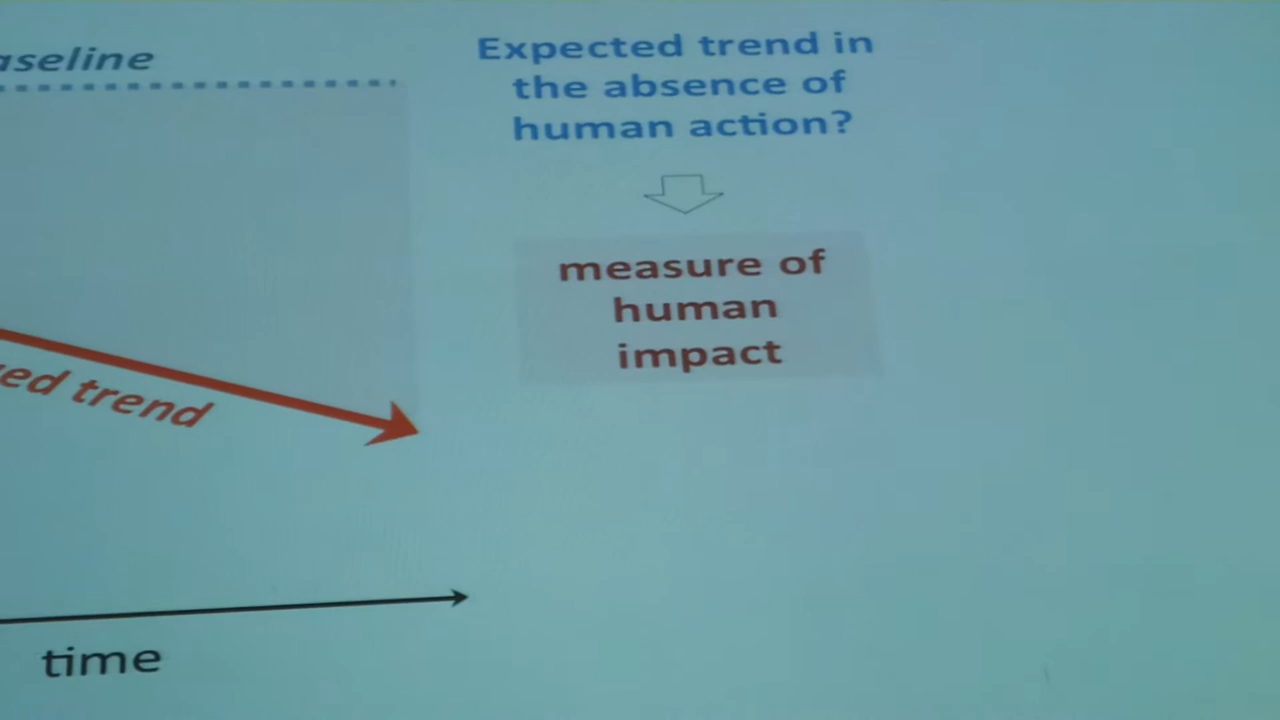 aseline
Expected trend in
the absence of
human action?
measure of
human
impact
ed trend
time